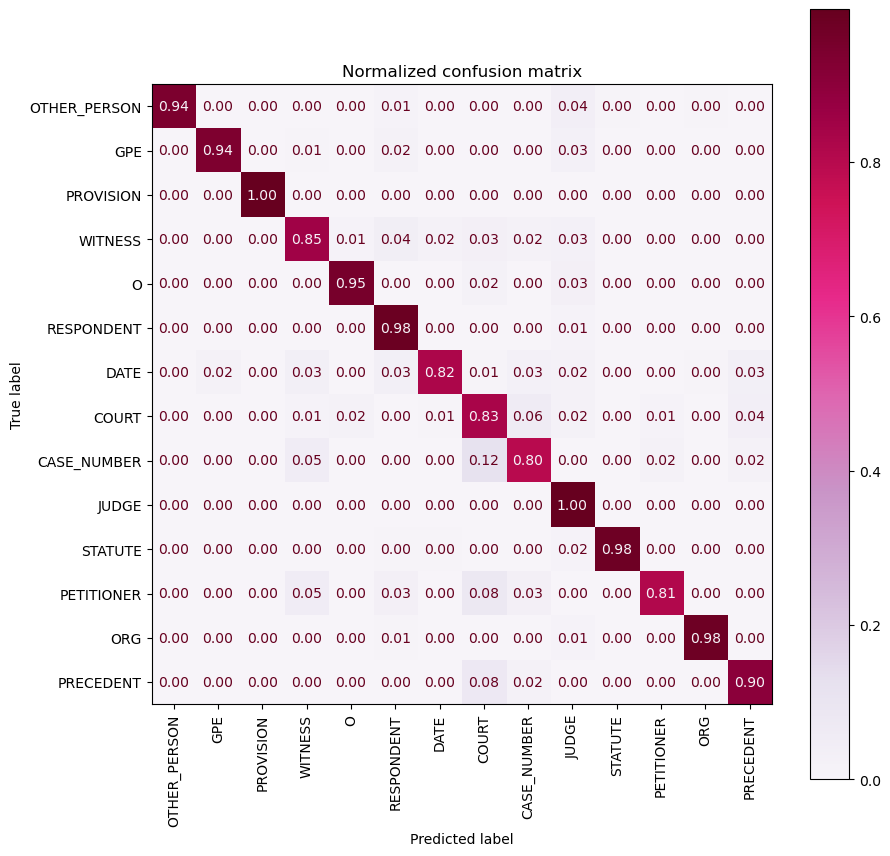 Normalized confusion matrix
OTHER_PERSON 0.94 0.00 0.00 0.00 0.00 0.01 0.00 0.00 0.00 0.04 0.00 0.00 0.00 0.00
GPE 0.00 0.94 0.00 0.01 0.00 0.02 0.00 0.00 0.00 0.03 0.00 0.00 0.00 0.00
PROVISION 0.00 0.00 1.00 0.00 0.00 0.00 0.00 0.00 0.00 0.00 0.00 0.00 0.00 0.00
WITNESS 0.00 0.00 0.00 0.85 0.01 0.04 0.02 0.03 0.02 0.03 0.00 0.00 0.00 0.00
O 0.00 0.00 0.00 0.00 0.95 0.00 0.00 0.02 0.00 0.03 0.00 0.00 0.00 0.00
RESPONDENT 0.00 0.00 0.00 0.00 0.00 0.98 0.00 0.00 0.00 0.01 0.00 0.00 0.00 0.00
DATE 0.00 0.02 0.00 0.03 0.00 0.03 0.82 0.01 0.03 0.02 0.00 0.00 0.00 0.03
COURT 0.00 0.00 0.00 0.01 0.02 0.00 0.01 0.83 0.06 0.02 0.00 0.01 0.00 0.04
CASE_NUMBER 0.00 0.00 0.00 0.05 0.00 0.00 0.00 0.12 0.80 0.00 0.00 0.02 0.00 0.02
JUDGE 0.00 0.00 0.00 0.00 0.00 0.00 0.00 0.00 0.00 1.00 0.00 0.00 0.00 0.00
STATUTE 0.00 0.00 0.00 0.00 0.00 0.00 0.00 0.00 0.00 0.02 0.98 0.00 0.00 0.00
PETITIONER 0.00 0.00 0.00 0.05 0.00 0.03 0.00 0.08 0.03 0.00 0.00 0.81 0.00 0.00
ORG 0.00 0.00 0.00 0.00 0.00 0.01 0.00 0.00 0.00 0.01 0.00 0.00 0.98 0.00
PRECEDENT 0.00 0.00 0.00 0.00 0.00 0.00 0.00 0.08 0.02 0.00 0.00 0.00 0.00 0.90
True label
OTHER_PERSON
GPE
PROVISION
WITNESS
O
RESPONDENT
DATE
COURT
CASE_NUMBER
JUDGE
STATUTE
PETITIONER
ORG
PRECEDENT
Predicted label
0.8
0.6
0.4
0.2
0.0